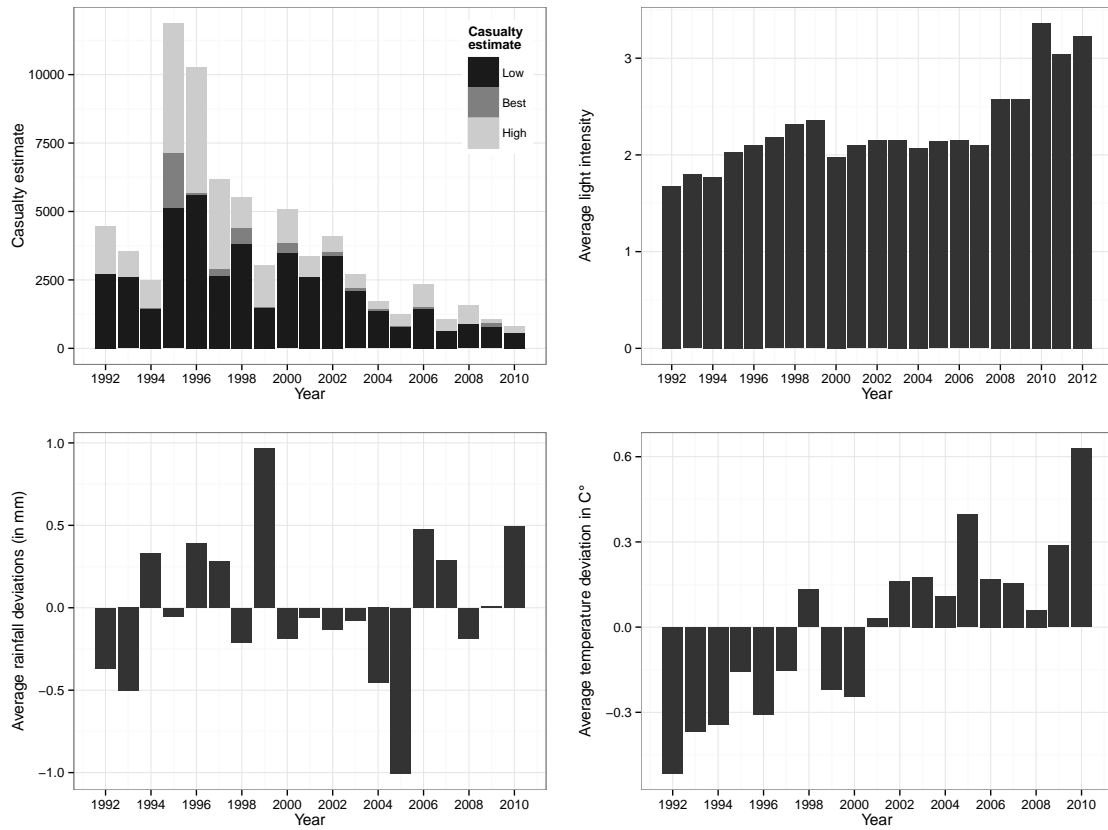 Casualty estimate
10000
7500
5000
2500
0
Casualty
estimate
Low
Best
High
1992 1994 1996 1998 2000 2002 2004 2006 2008 2010
Year
Average light intensity
3
2
1
0
1992 1994 1996 1998 2000 2002 2004 2006 2008 2010 2012
Year
Average rainfall deviations (in mm)
1.0
0.5
0.0
−0.5
−1.0
1992 1994 1996 1998 2000 2002 2004 2006 2008 2010
Year
Average temperature deviation in C°
0.6
0.3
0.0
−0.3
1992 1994 1996 1998 2000 2002 2004 2006 2008 2010
Year